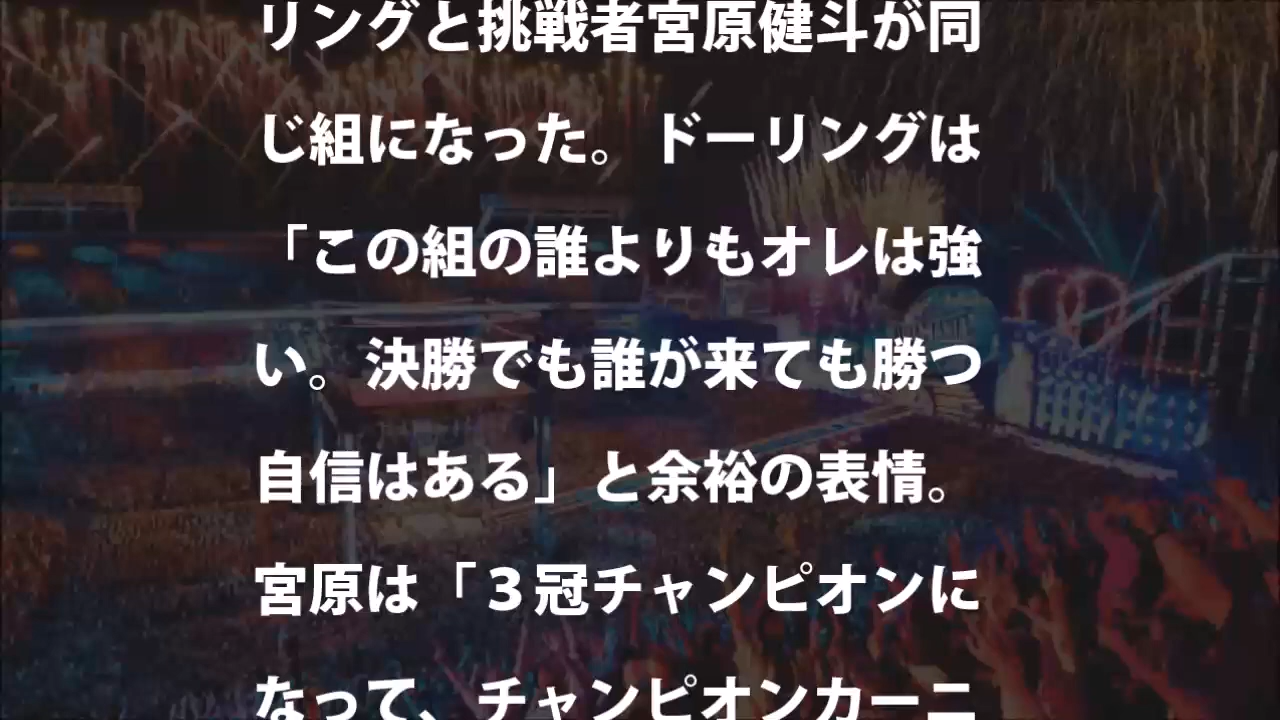 リングと挑戦者宮原健斗が同
じ組になった。ドーリングは
「この組の誰よりもオレは強
い。決勝でも誰が来ても勝つ
自信はある」と余裕の表情。
宮原は「３冠チャンピオンに
なって、チャンピオンカーニ